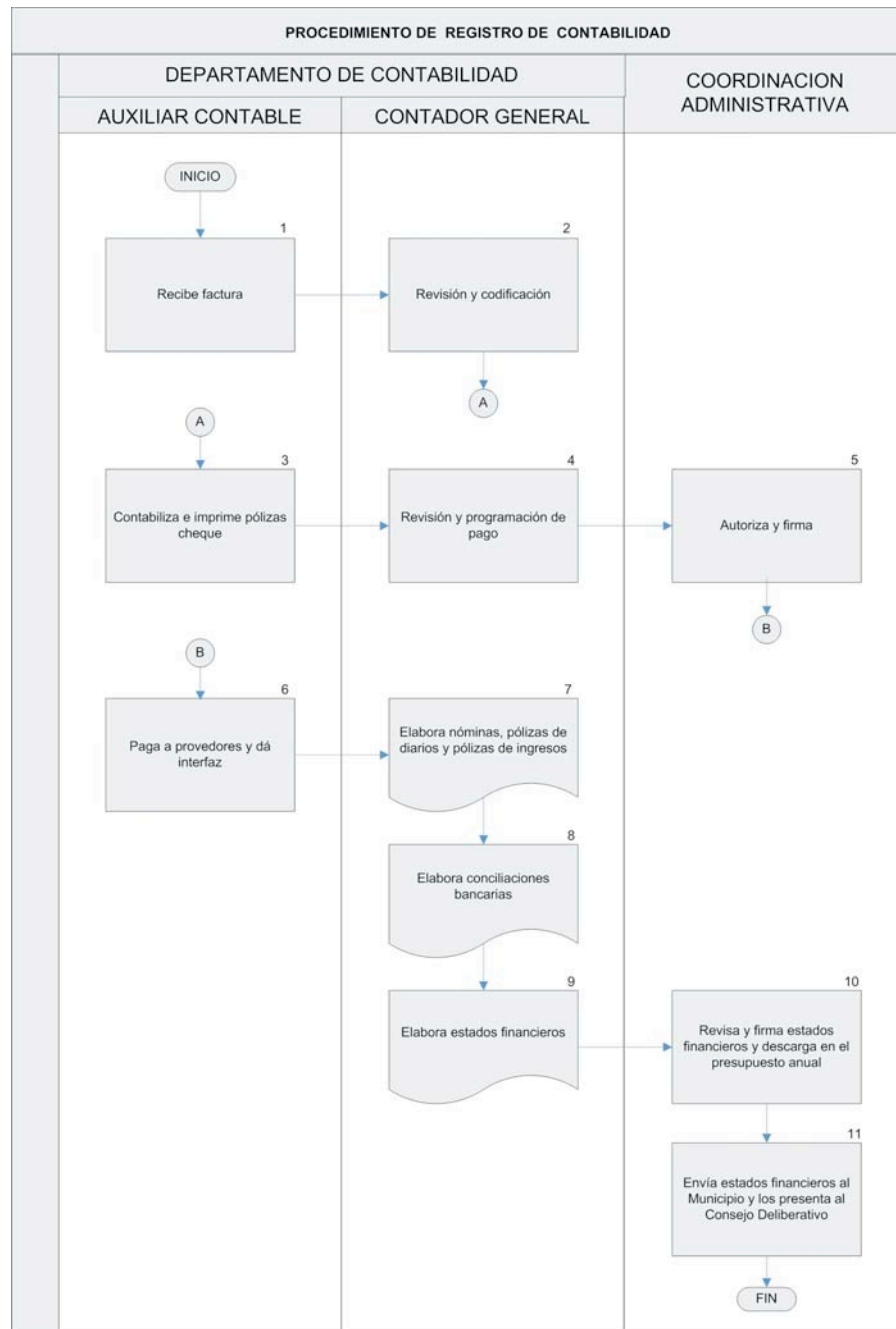 PROCEDIMIENTO DE REGISTRO DE CONTABILIDAD
DEPARTAMENTO DE CONTABILIDAD
COORDINACION
ADMINISTRATIVA
AUXILIAR CONTABLE
CONTADOR GENERAL
INICIO
1
Recibe factura
2
Revisión y codificación
A
A
3
Contabiliza e imprime pólizas
cheque
4
Revisión y programación de
pago
5
Autoriza y firma
B
B
6
Paga a provedores y dá
interfaz
7
Elabora nóminas, pólizas de
diarios y pólizas de ingresos
8
Elabora conciliaciones
bancarias
9
Elabora estados financieros
10
Revisa y firma estados
financieros y descarga en el
presupuesto anual
11
Envía estados financieros al
Municipio y los presenta al
Consejo Deliberativo
FIN